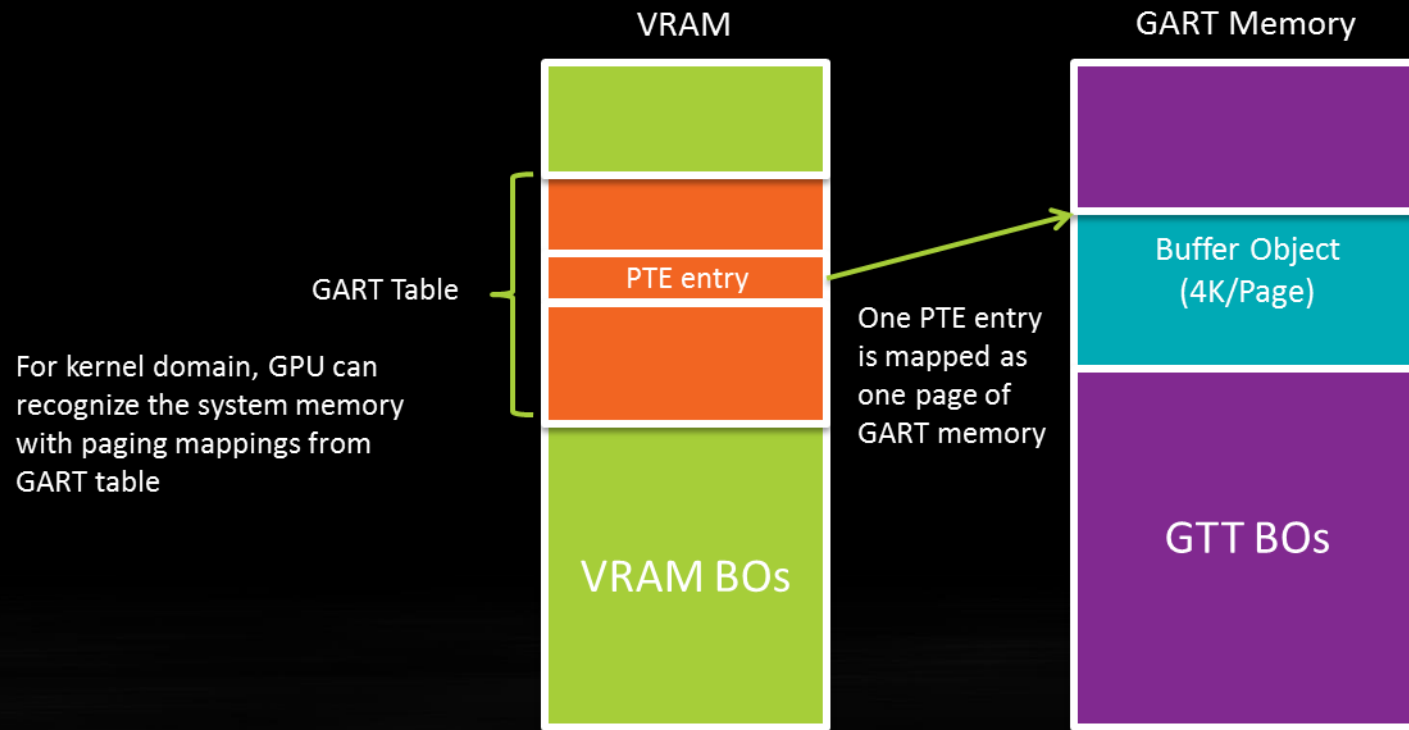 VRAM
GART Memory
GART Table
PTE entry
Buffer Object
(4K/Page)
One PTE entry
is mapped as
one page of
GART memory
For kernel domain, GPU can
recognize the system memory
with paging mappings from
GART table
VRAM BOs
GTT BOs